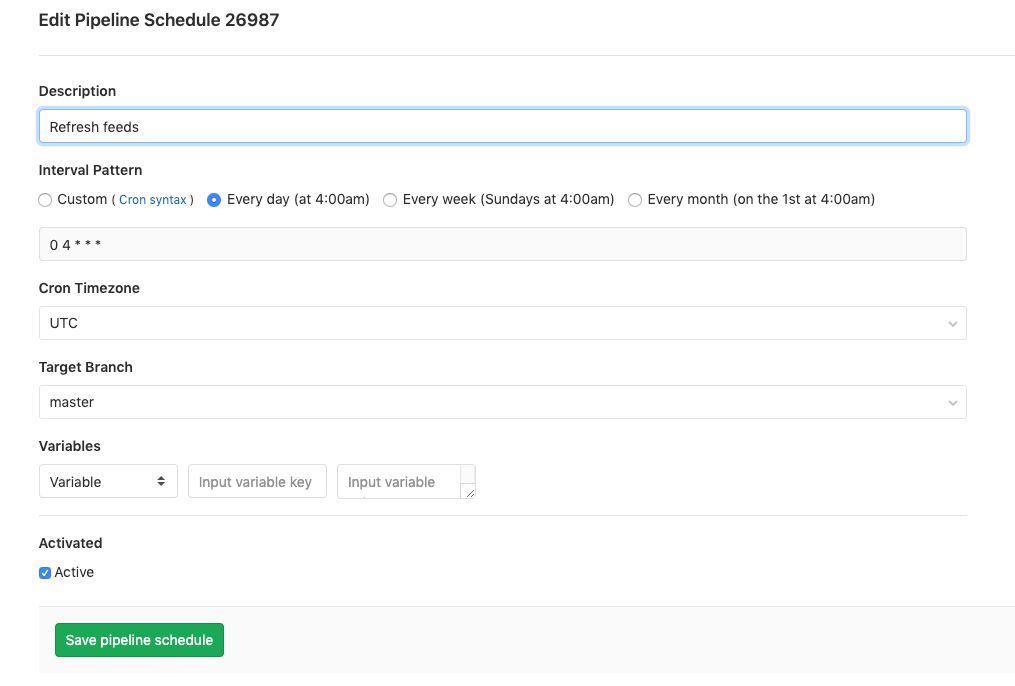 Edit Pipeline Schedule 26987
Description
Refresh feeds
Interval Pattern
Custom ( Cron syntax ) Every day (at 4:00am) Every week (Sundays at 4:00am) Every month (on the 1st at 4:00am)
0 4 * * *
Cron Timezone
UTC
Target Branch
master
Variables
Variable Input variable key Input variable
Activated
Active
Save pipeline schedule